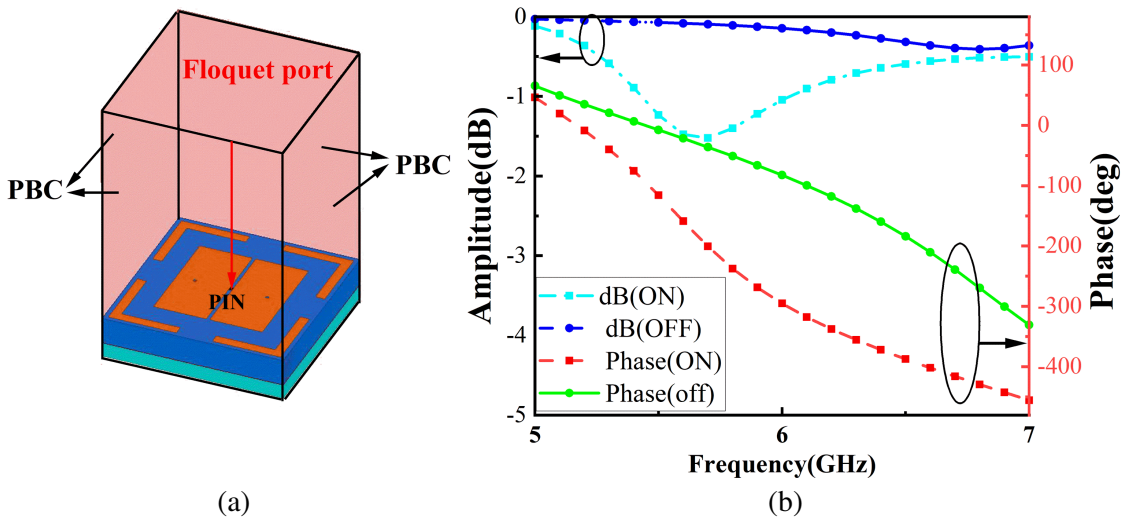 Floquet port
PBC
PBC
PIN
(a)
Amplitude(dB)
0
-1
-2
-3
-4
-5
dB(ON)
dB(OFF)
Phase(ON)
Phase(off)
5
6
7
Frequency(GHz)
100
0
-100
-200
-300
-400
Phase(deg)
(b)